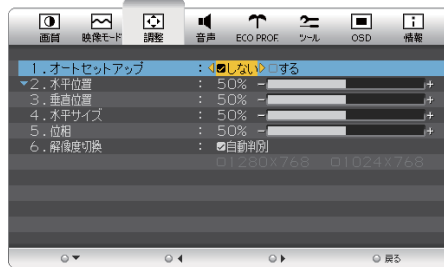 画質 映像モード 調整 音声 ECO PROF. ツール OSD 情報
1.オートセットアップ : しない する
2.水平位置 : 50% - +
3.垂直位置 : 50% - +
4.水平サイズ : 50% - +
5.位相 : 50% - +
6.解像度切換 : 自動判別
1280X768 1024X768
戻る